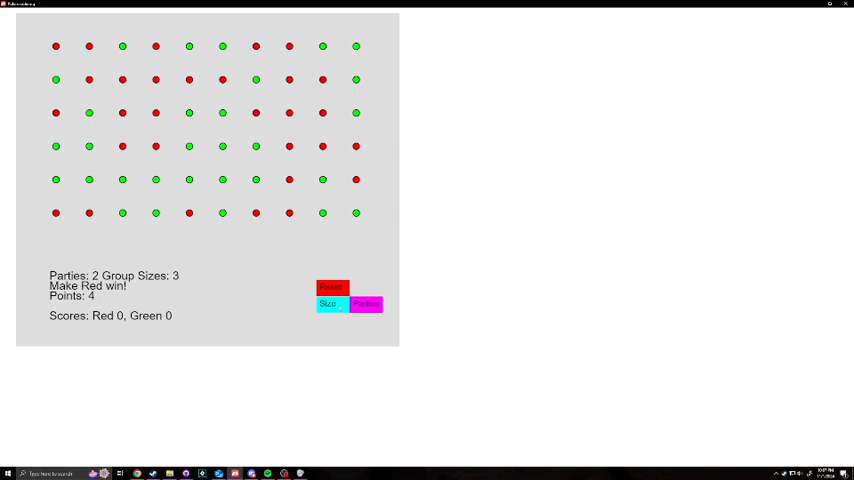 Parties: 2 Group Sizes: 3
Make Red win!
Points: 4
Scores: Red 0, Green 0
Reset
Size
Parties
Type here to search